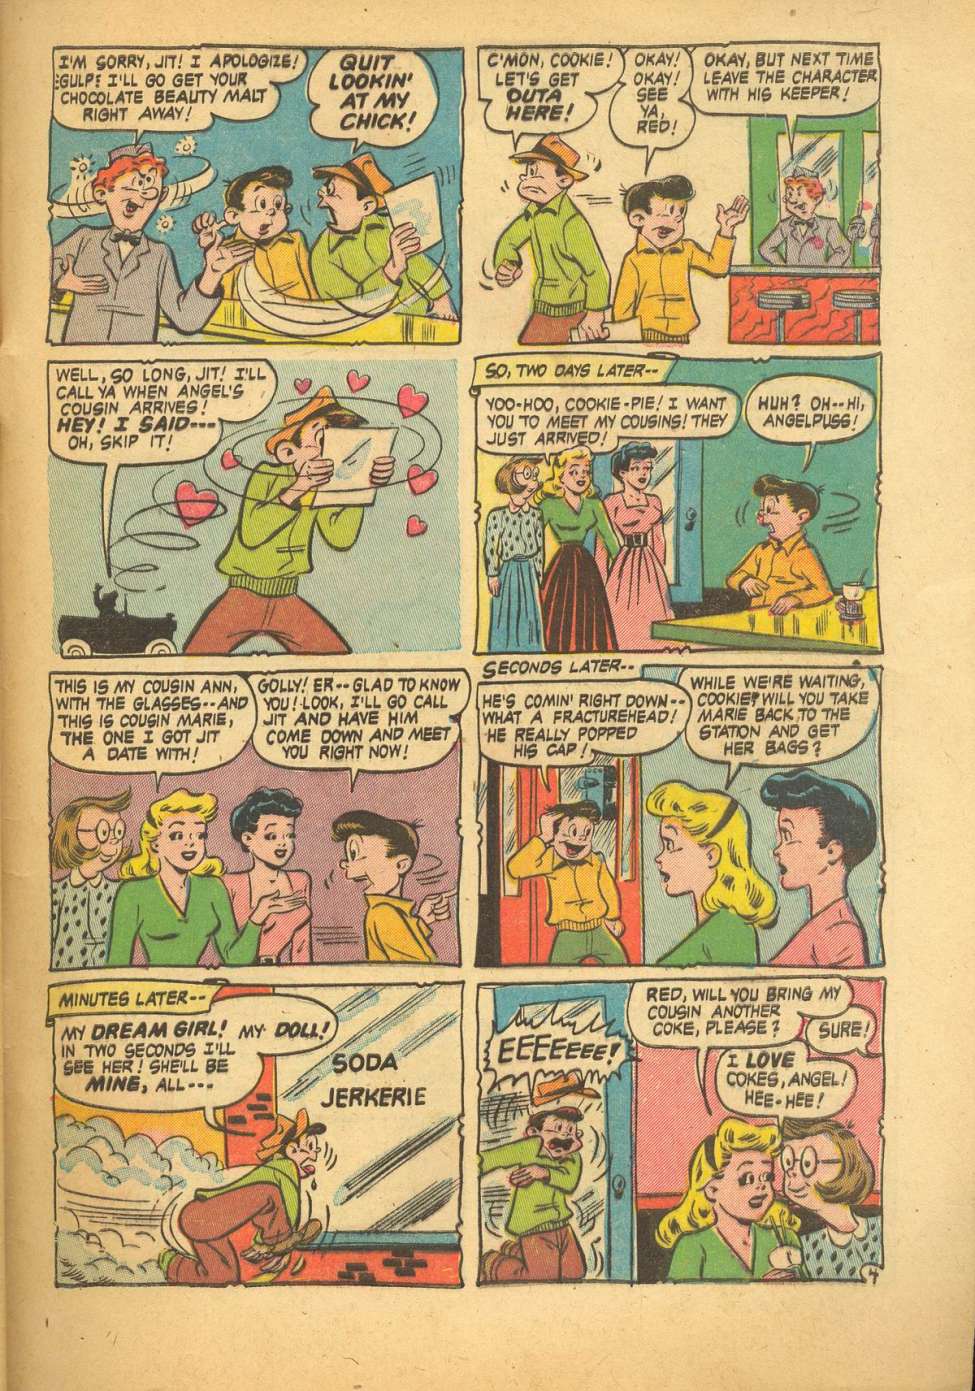 I'M SORRY, JIT! I APOLOGIZE!
:GULP: I'LL GO GET YOUR
CHOCOLATE BEAUTY MALT
RIGHT AWAY!
QUIT
LOOKIN'
AT MY
CHICK!
C'MON, COOKIE!
LET'S GET
OUTA
HERE!
OKAY!
OKAY!
SEE
YA,
RED!
OKAY, BUT NEXT TIME
LEAVE THE CHARACTER
WITH HIS KEEPER!
WELL, SO LONG, JIT! I'LL
CALL YA WHEN ANGEL'S
COUSIN ARRIVES!
HEY! I SAID---
OH, SKIP IT!
SO, TWO DAYS LATER--
YOO-HOO, COOKIE-PIE! I WANT
YOU TO MEET MY COUSINS! THEY
JUST ARRIVED!
HUH? OH--HI,
ANGELPUSS!
THIS IS MY COUSIN ANN,
WITH THE GLASSES--AND
THIS IS COUSIN MARIE,
THE ONE I GOT JIT
A DATE WITH!
GOLLY! ER--GLAD TO KNOW
YOU! LOOK, I'LL GO CALL
JIT AND HAVE HIM
COME DOWN AND MEET
YOU RIGHT NOW!
SECONDS LATER--
HE'S COMIN' RIGHT DOWN--
WHAT A FRACTUREHEAD!
HE REALLY POPPED
HIS CAP!
WHILE WE'RE WAITING,
COOKIE, WILL YOU TAKE
MARIE BACK TO THE
STATION AND GET
HER BAGS?
MINUTES LATER--
MY DREAM GIRL! MY DOLL!
IN TWO SECONDS I'LL
SEE HER! SHE'LL BE
MINE, ALL---
SODA
JERKERIE
EEEEEEE!
RED, WILL YOU BRING MY
COUSIN ANOTHER
COKE, PLEASE?
SURE!
I LOVE
COKES, ANGEL!
HEE-HEE!
4